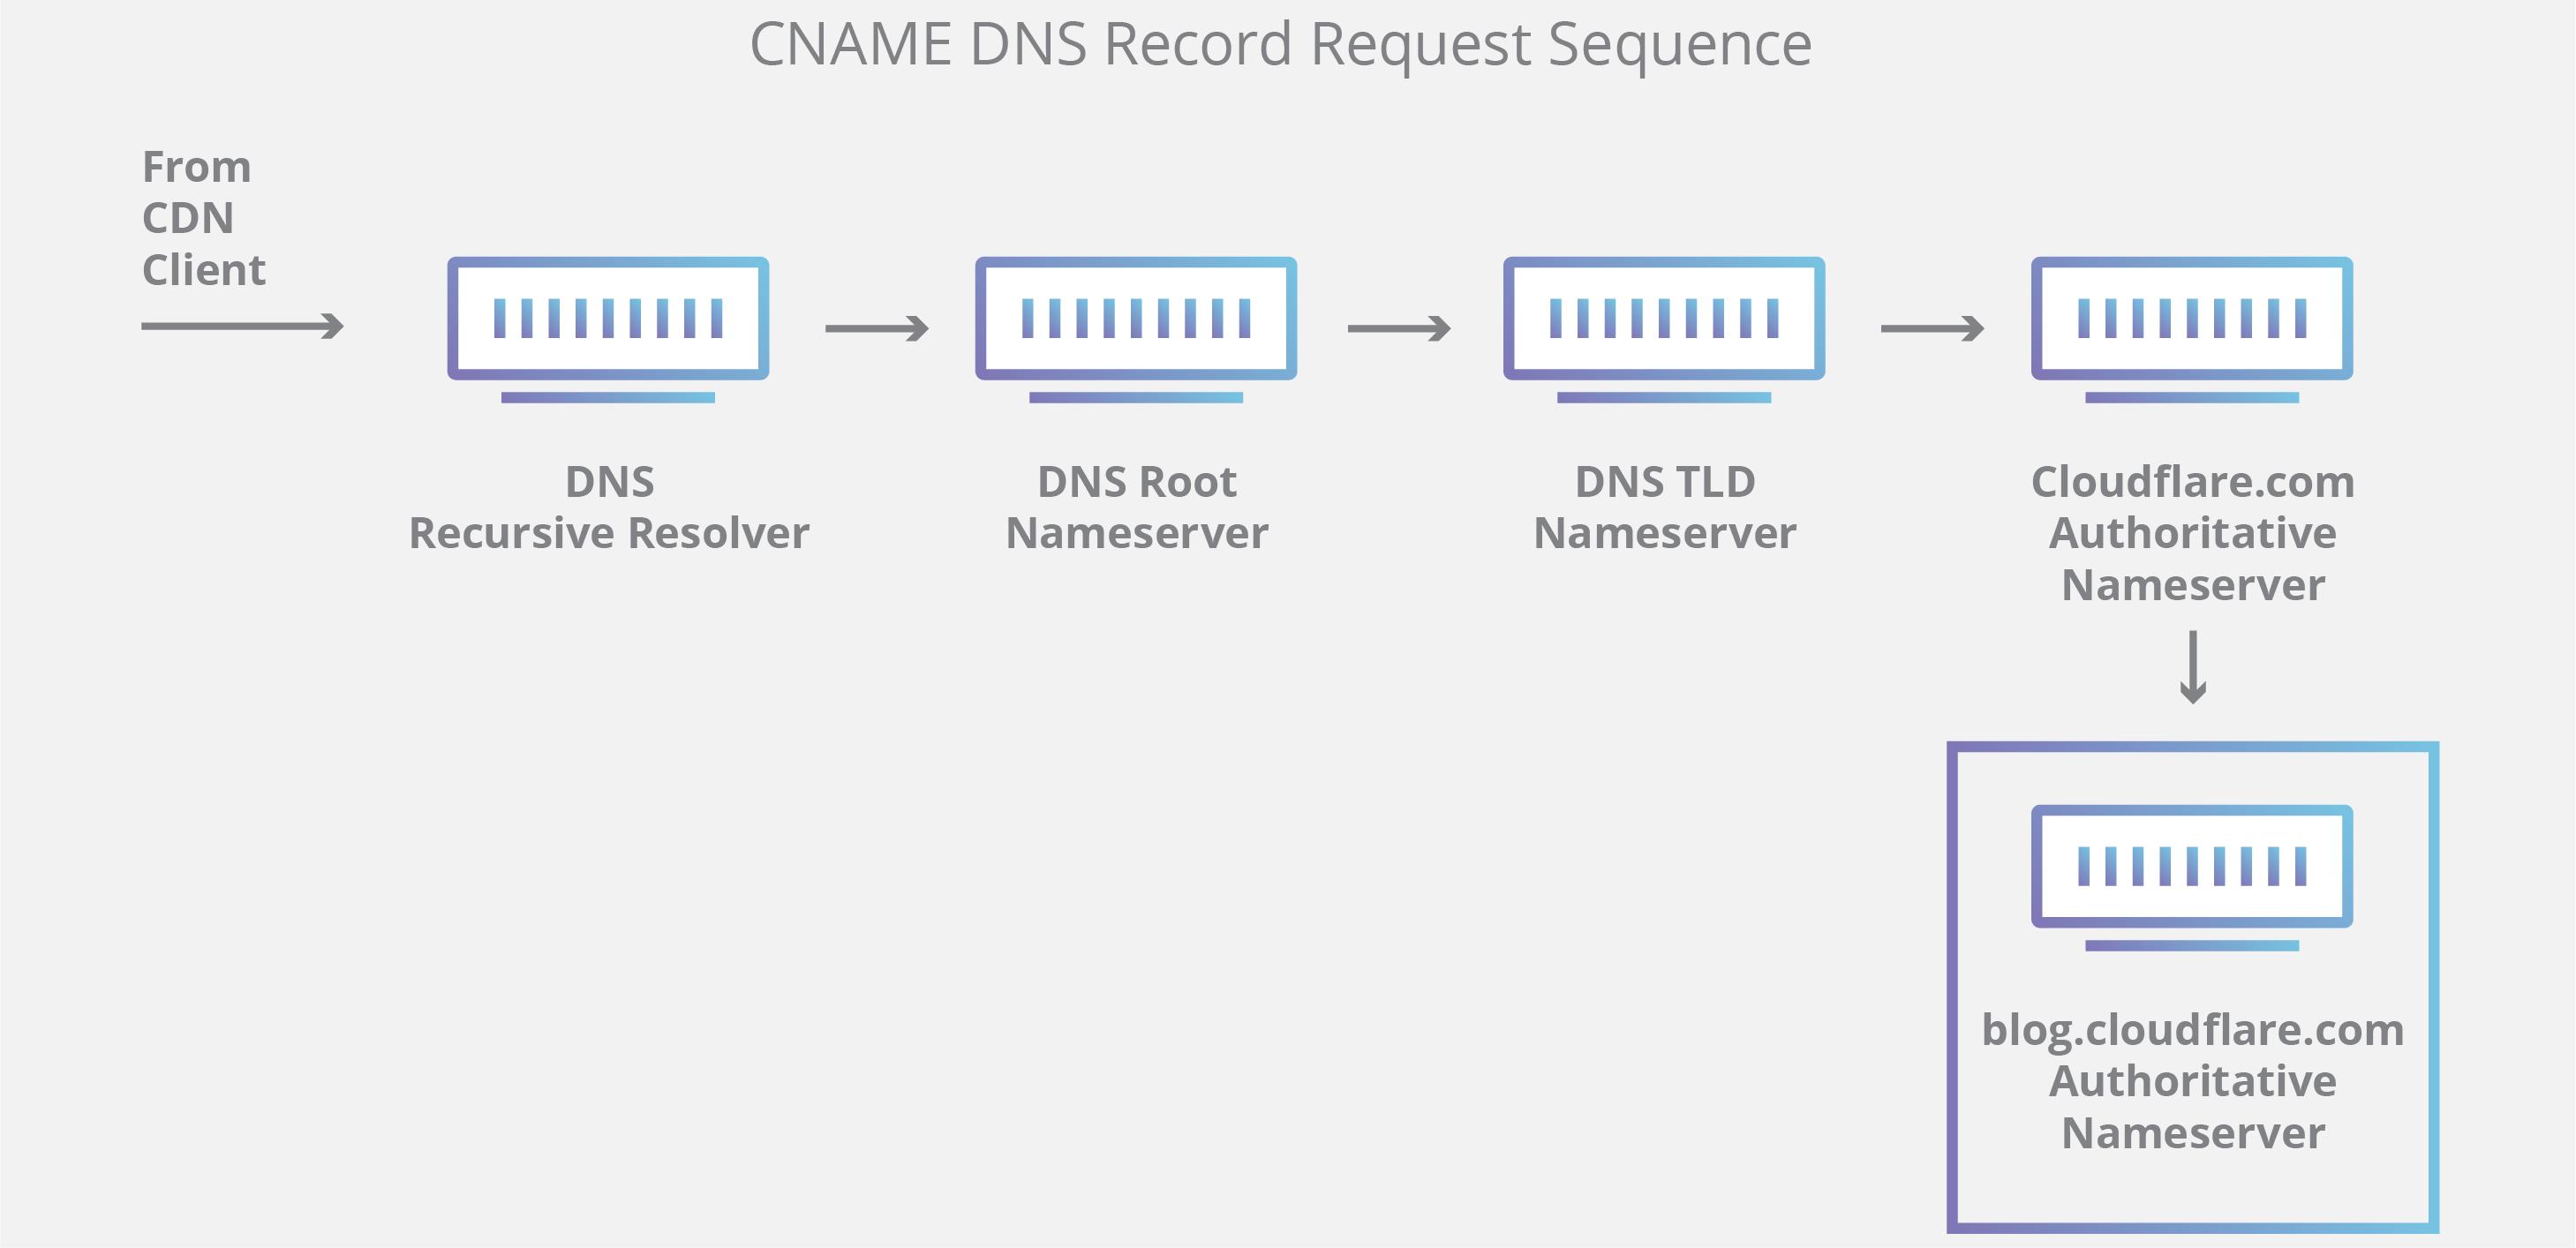 CNAME DNS Record Request Sequence
From
CDN
Client
DNS
Recursive Resolver
DNS Root
Nameserver
DNS TLD
Nameserver
Cloudflare.com
Authoritative
Nameserver
blog.cloudflare.com
Authoritative
Nameserver